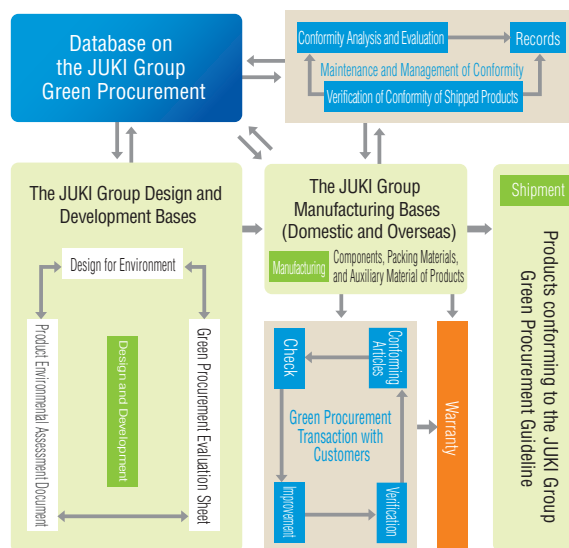 Database on
the JUKI Group
Green Procurement
Conformity Analysis and Evaluation
Records
Maintenance and Management of Conformity
Verification of Conformity of Shipped Products
The JUKI Group Design and
Development Bases
Design for Environment
Product Environmental Assessment Document
Design and Development
Green Procurement Evaluation Sheet
The JUKI Group
Manufacturing Bases
(Domestic and Overseas)
Manufacturing
Components, Packing Materials,
and Auxiliary Material of Products
Check
Conforming
Articles
Green Procurement
Transaction with
Customers
Improvement
Verification
Warranty
Shipment
Products conforming to the JUKI Group
Green Procurement Guideline